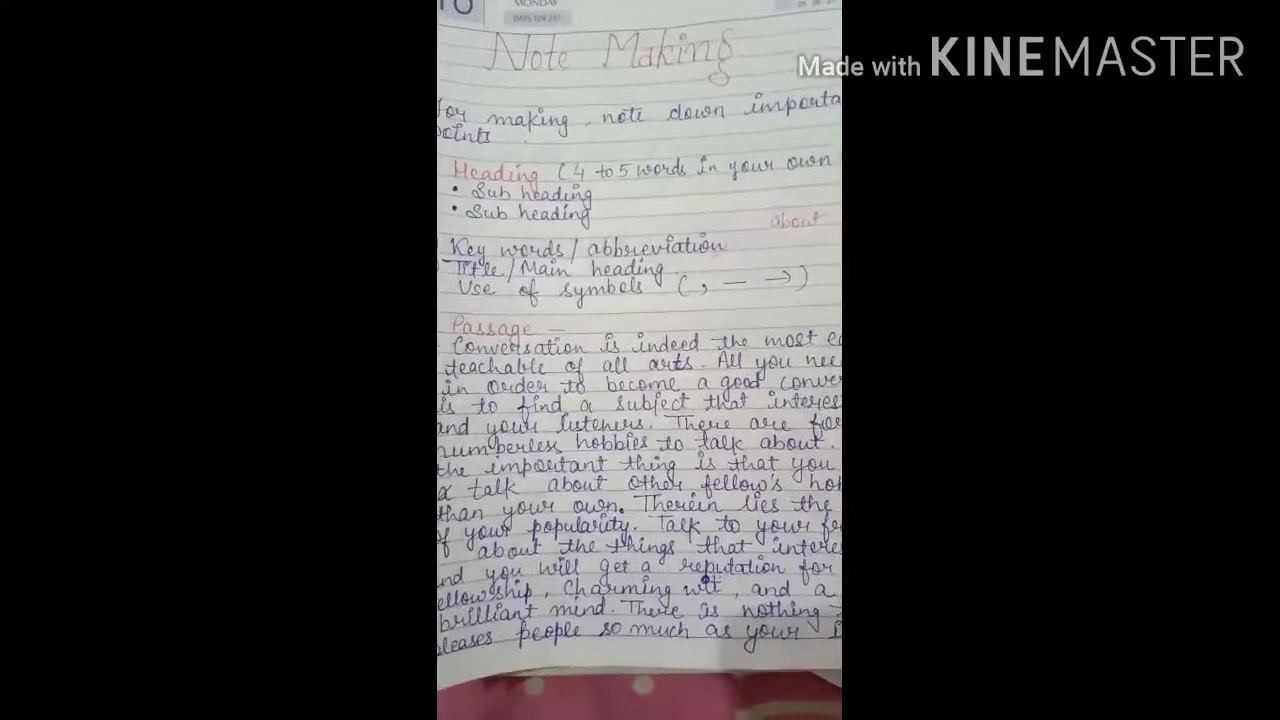 MONDAY
Made with KINEMASTER
Note Making
for making, note down importa
points
Heading (4 to 5 words in your own
• Sub heading
• Sub heading
about
Key words / abbreviation
Title / Main heading
Use of symbols ( , — →)
Passage —
Conversation is indeed the most ea
teachable of all arts. All you nee
in order to become a good conver
is to find a subject that interes
and your listeners. There are for
numberless hobbies to talk about.
the important thing is that you
talk about other fellow's ho
than your own. Therein lies the
of your popularity. Talk to your fr
about the things that intere
nd you will get a reputation for
ellowship, charming wit, and a
brilliant mind. There is nothing
leases people so much as your i